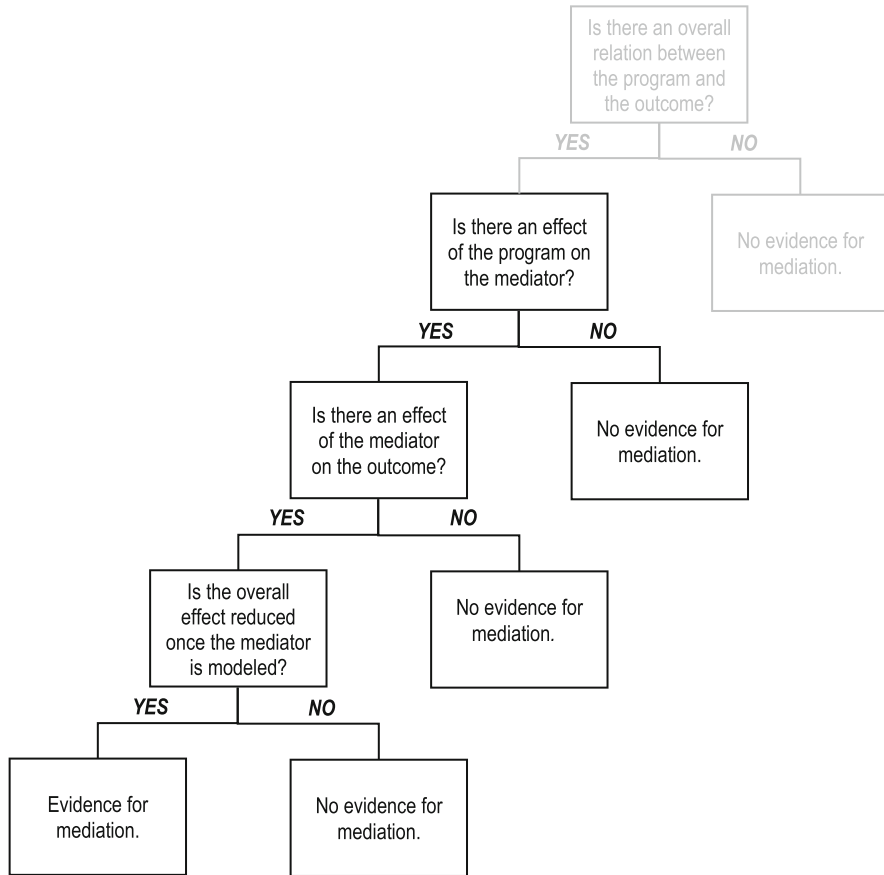 Is there an overall
relation between
the program and
the outcome?
YES
NO
Is there an effect
of the program on
the mediator?
No evidence for
mediation.
YES
NO
Is there an effect
of the mediator
on the outcome?
No evidence for
mediation.
YES
NO
Is the overall
effect reduced
once the mediator
is modeled?
No evidence for
mediation.
YES
NO
Evidence for
mediation.
No evidence for
mediation.